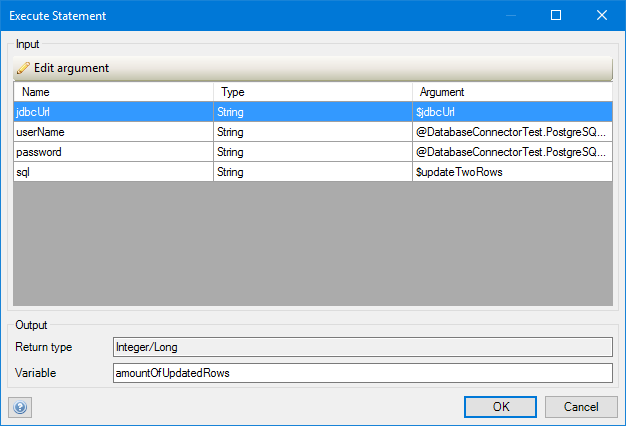 Execute Statement
Input
Edit argument
Name Type Argument
jdbcUrl String $jdbcUrl
userName String @DatabaseConnectorTest.PostgreSQ...
password String @DatabaseConnectorTest.PostgreSQ...
sql String $updateTwoRows
Output
Return type Integer/Long
Variable amountOfUpdatedRows
? OK Cancel